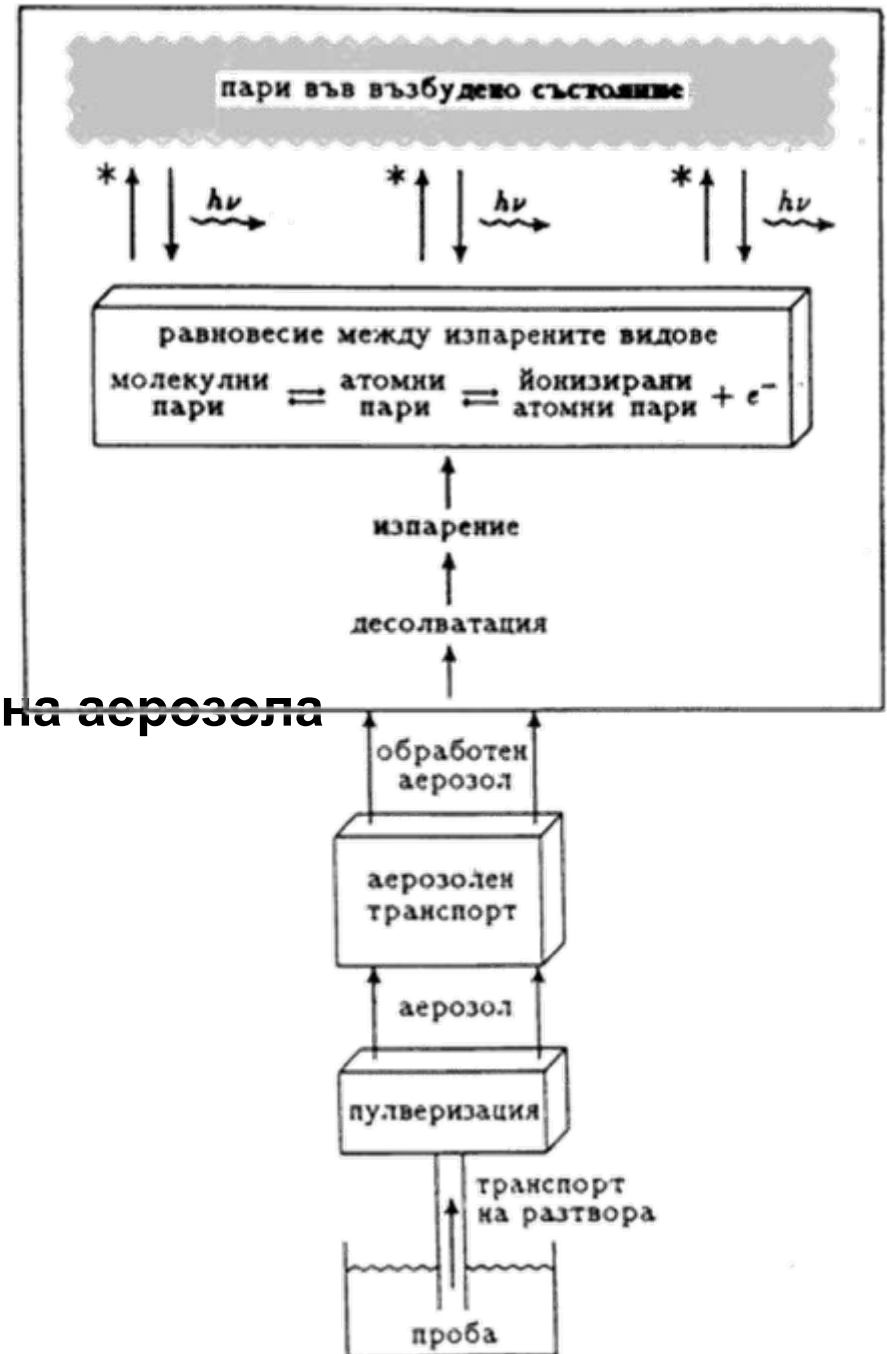 пари във възбудено състояние
* hν * hν * hν
равновесие между изпарените видове
молекулни пари ⇌ атомни пари ⇌ йонизирани атомни пари + e⁻
изпарение
десолватация
на аерозола
обработен
аерозол
аерозолен
транспорт
аерозол
пулверизация
транспорт
на разтвора
проба